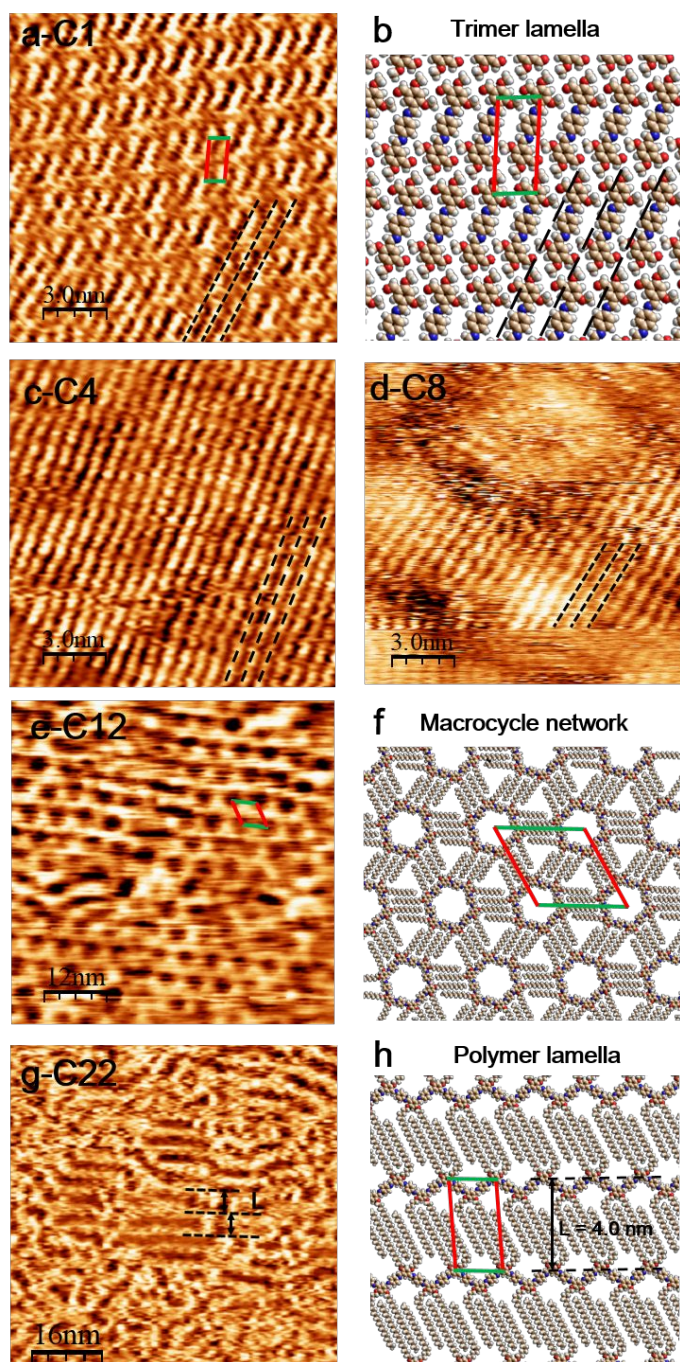 a-C1
b
Trimer lamella
3.0nm
c-C4
d-C8
3.0nm
3.0nm
e-C12
f
Macrocycle network
12nm
g-C22
h
Polymer lamella
L
L = 4.0 nm
16nm